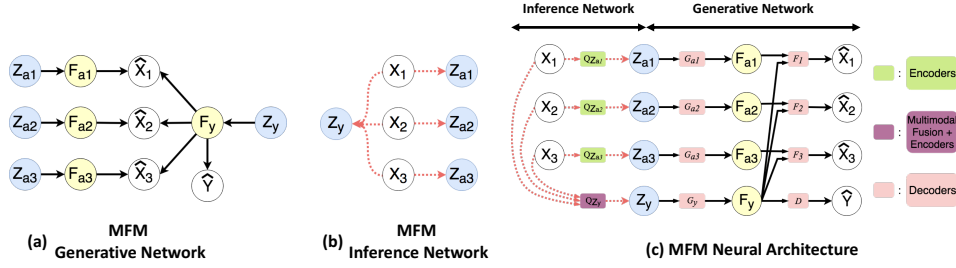 Inference Network
Generative Network
Z_a1 F_a1 X̂_1
Z_a2 F_a2 X̂_2 F_y Z_y
Z_a3 F_a3 X̂_3
Ŷ
(a) MFM
Generative Network
X_1 Z_a1
Z_y X_2 Z_a2
X_3 Z_a3
(b) MFM
Inference Network
X_1 Q_Za1 Z_a1 G_a1 F_a1 F_1 X̂_1
X_2 Q_Za2 Z_a2 G_a2 F_a2 F_2 X̂_2
X_3 Q_Za3 Z_a3 G_a3 F_a3 F_3 X̂_3
Q_Zy Z_y G_y F_y D Ŷ
(c) MFM Neural Architecture
: Encoders
: Multimodal
Fusion +
Encoders
: Decoders